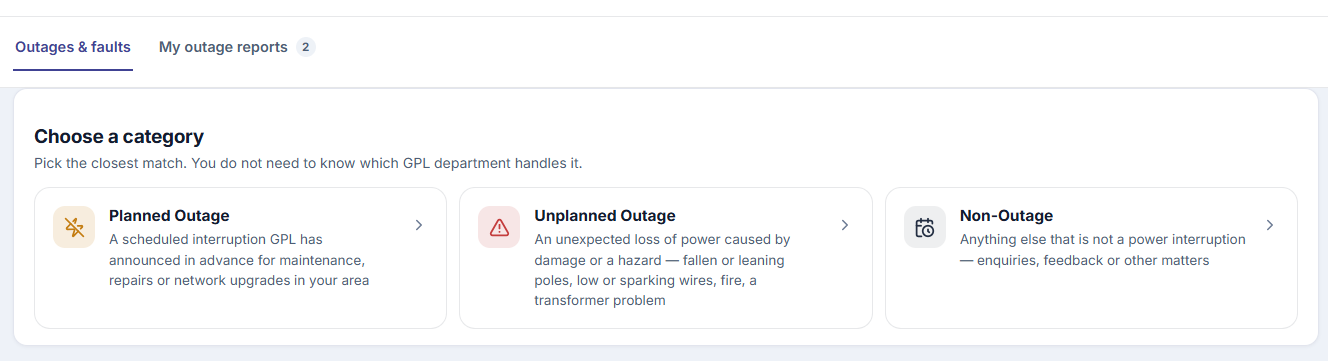 Outages & faults
My outage reports 2
Choose a category
Pick the closest match. You do not need to know which GPL department handles it.
Planned Outage
A scheduled interruption GPL has
announced in advance for maintenance,
repairs or network upgrades in your area
Unplanned Outage
An unexpected loss of power caused by
damage or a hazard — fallen or leaning
poles, low or sparking wires, fire, a
transformer problem
Non-Outage
Anything else that is not a power interruption
— enquiries, feedback or other matters